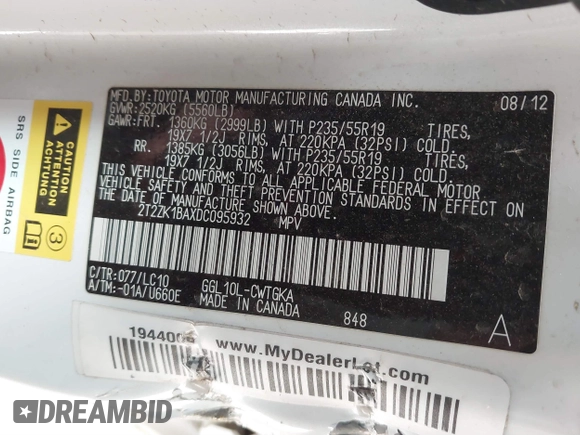 MFD.BY:TOYOTA MOTOR MANUFACTURING CANADA INC. 08/12
GVWR:2520KG (5560LB)
GAWR:FRT. 1360KG (2999LB) WITH P235/55R19 TIRES,
19X7 1/2J RIMS, AT 220KPA (32PSI) COLD
RR. 1385KG (3056LB) WITH P235/55R19 TIRES,
19X7 1/2J RIMS, AT 220KPA (32PSI) COLD.
THIS VEHICLE CONFORMS TO ALL APPLICABLE FEDERAL MOTOR
VEHICLE SAFETY AND THEFT PREVENTION STANDARDS IN EFFECT ON
THE DATE OF MANUFACTURE SHOWN ABOVE.
2T2ZK1BAXDC095932 MPV
C/TR:077/LC10 GGL10L-CWTGKA
A/TM:-01A/U660E MADE IN CANADA 848 A
SRS SIDE AIRBAG
CAUTION
ATTENTION
ACHTUNG
3
19440
www.MyDealerLot.com
DREAMBID